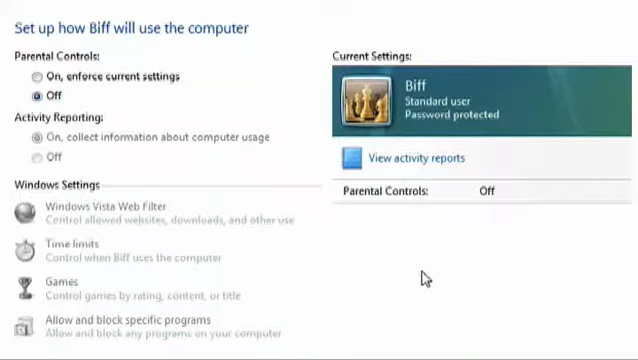 Set up how Biff will use the computer
Parental Controls:
On, enforce current settings
Off
Activity Reporting:
On, collect information about computer usage
Off
Windows Settings
Windows Vista Web Filter
Control allowed websites, downloads, and other use
Time limits
Control when Biff uses the computer
Games
Control games by rating, content, or title
Allow and block specific programs
Allow and block any programs on your computer
Current Settings:
Biff
Standard user
Password protected
View activity reports
Parental Controls: Off